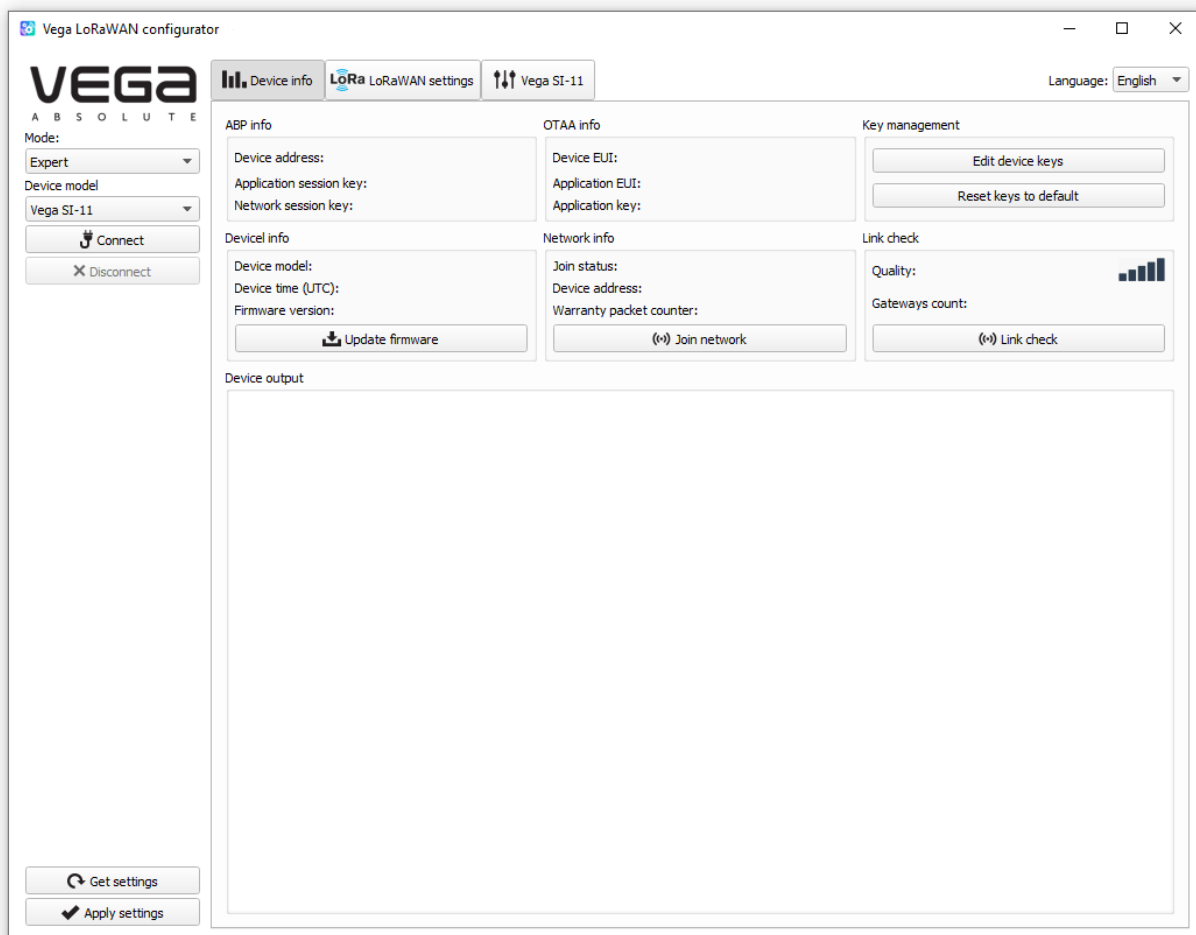 Vega LoRaWAN configurator
VEGA
ABSOLUTE
Mode:
Expert
Device model
Vega SI-11
Connect
Disconnect
Get settings
Apply settings
Device info
LoRa LoRaWAN settings
Vega SI-11
Language: English
ABP info
Device address:
Application session key:
Network session key:
OTAA info
Device EUI:
Application EUI:
Application key:
Key management
Edit device keys
Reset keys to default
Devicel info
Device model:
Device time (UTC):
Firmware version:
Update firmware
Network info
Join status:
Device address:
Warranty packet counter:
Join network
Link check
Quality:
Gateways count:
Link check
Device output